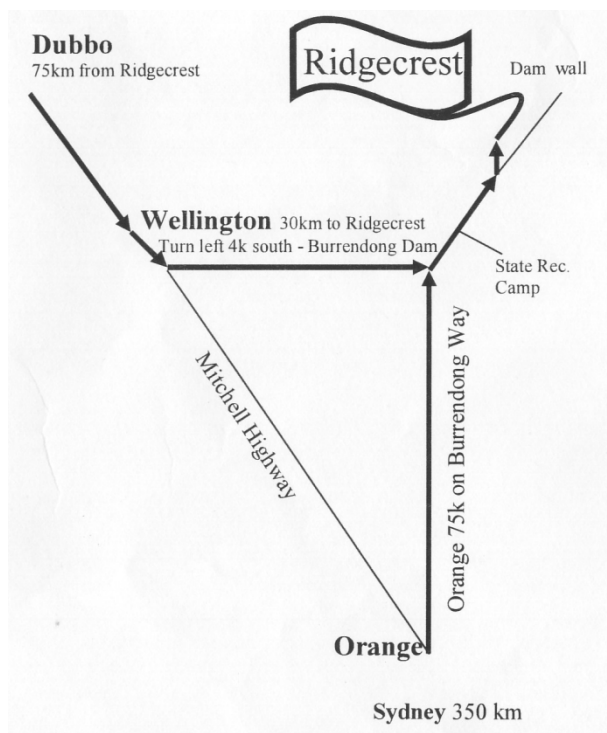 Dubbo
75km from Ridgecrest
Ridgecrest
Dam wall
Wellington 30km to Ridgecrest
Turn left 4k south - Burrendong Dam
State Rec.
Camp
Mitchell Highway
Orange 75k on Burrendong Way
Orange
Sydney 350 km